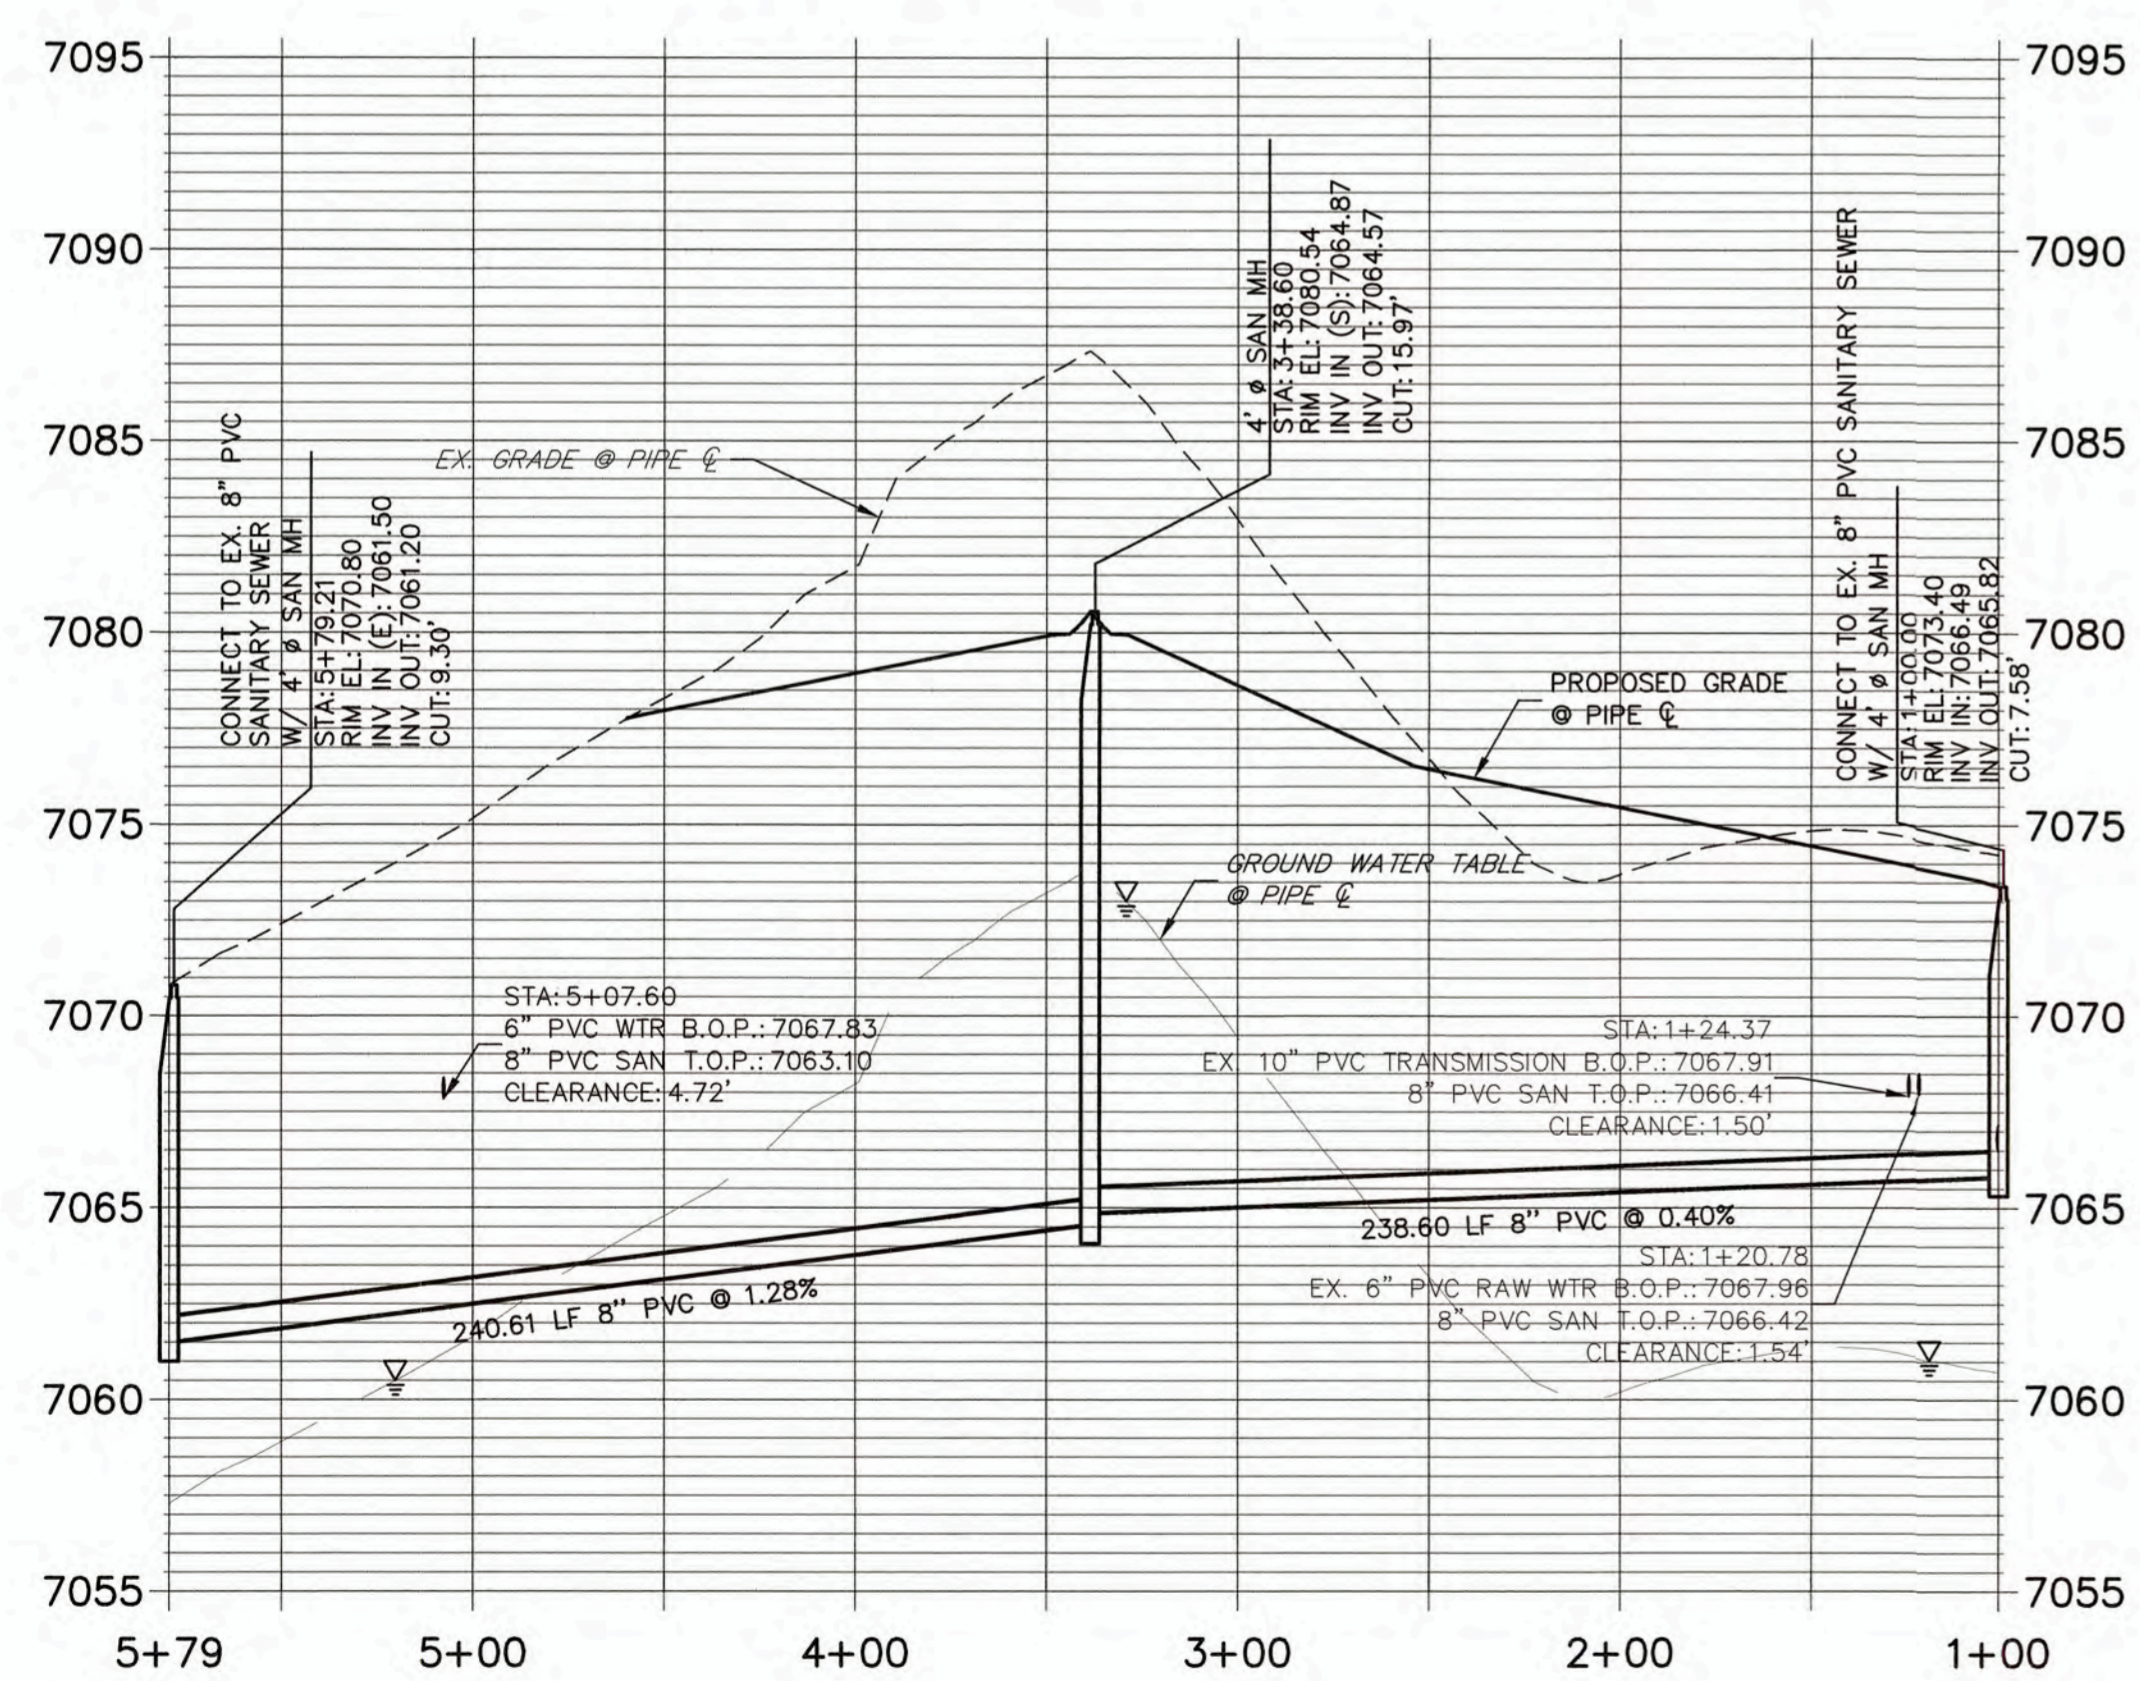 7095
7090
7085
7080
7075
7070
7065
7060
7055
7095
7090
7085
7080
7075
7070
7065
7060
7055
CONNECT TO EX. 8" PVC
SANITARY SEWER
W/ 4' ø SAN MH
STA:5+79.21
RIM EL:7070.80
INV IN (E):7061.50
INV OUT:7061.20
CUT:9.30'
EX. GRADE @ PIPE ℄
4' ø SAN MH
STA:3+38.60
RIM EL:7080.54
INV IN (S):7064.87
INV OUT:7064.57
CUT:15.97'
CONNECT TO EX. 8" PVC SANITARY SEWER
W/ 4' ø SAN MH
STA:1+00.00
RIM EL:7073.40
INV IN:7066.49
INV OUT:7065.82
CUT:7.58'
PROPOSED GRADE
@ PIPE ℄
GROUND WATER TABLE
@ PIPE ℄
STA:5+07.60
6" PVC WTR B.O.P.:7067.83
8" PVC SAN T.O.P.:7063.10
CLEARANCE:4.72'
STA:1+24.37
EX. 10" PVC TRANSMISSION B.O.P.:7067.91
8" PVC SAN T.O.P.:7066.41
CLEARANCE:1.50'
238.60 LF 8" PVC @ 0.40%
STA:1+20.78
EX. 6" PVC RAW WTR B.O.P.:7067.96
8" PVC SAN T.O.P.:7066.42
CLEARANCE:1.54'
240.61 LF 8" PVC @ 1.28%
5+79 5+00 4+00 3+00 2+00 1+00